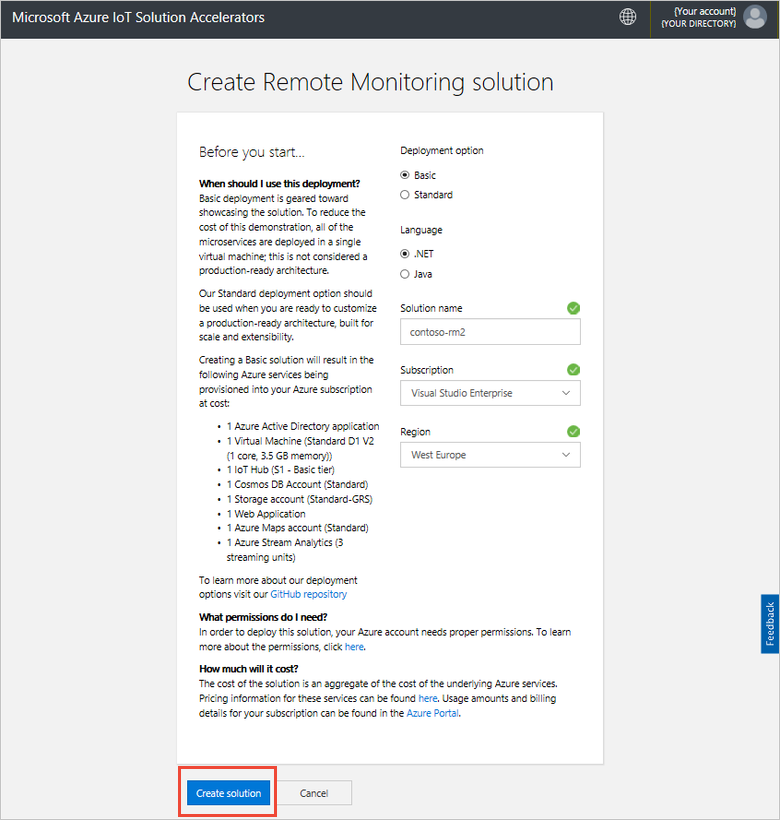 Microsoft Azure IoT Solution Accelerators
{Your account}
{YOUR DIRECTORY}
Create Remote Monitoring solution
Before you start...
When should I use this deployment?
Basic deployment is geared toward
showcasing the solution. To reduce the
cost of this demonstration, all of the
microservices are deployed in a single
virtual machine; this is not considered a
production-ready architecture.
Our Standard deployment option should
be used when you are ready to customize
a production-ready architecture, built for
scale and extensibility.
Creating a Basic solution will result in the
following Azure services being
provisioned into your Azure subscription
at cost:
• 1 Azure Active Directory application
• 1 Virtual Machine (Standard D1 V2
(1 core, 3.5 GB memory))
• 1 IoT Hub (S1 - Basic tier)
• 1 Cosmos DB Account (Standard)
• 1 Storage account (Standard-GRS)
• 1 Web Application
• 1 Azure Maps account (Standard)
• 1 Azure Stream Analytics (3
streaming units)
To learn more about our deployment
options visit our GitHub repository
Deployment option
Basic
Standard
Language
.NET
Java
Solution name
contoso-rm2
Subscription
Visual Studio Enterprise
Region
West Europe
What permissions do I need?
In order to deploy this solution, your Azure account needs proper permissions. To learn
more about the permissions, click here.
How much will it cost?
The cost of the solution is an aggregate of the cost of the underlying Azure services.
Pricing information for these services can be found here. Usage amounts and billing
details for your subscription can be found in the Azure Portal.
Feedback
Create solution
Cancel